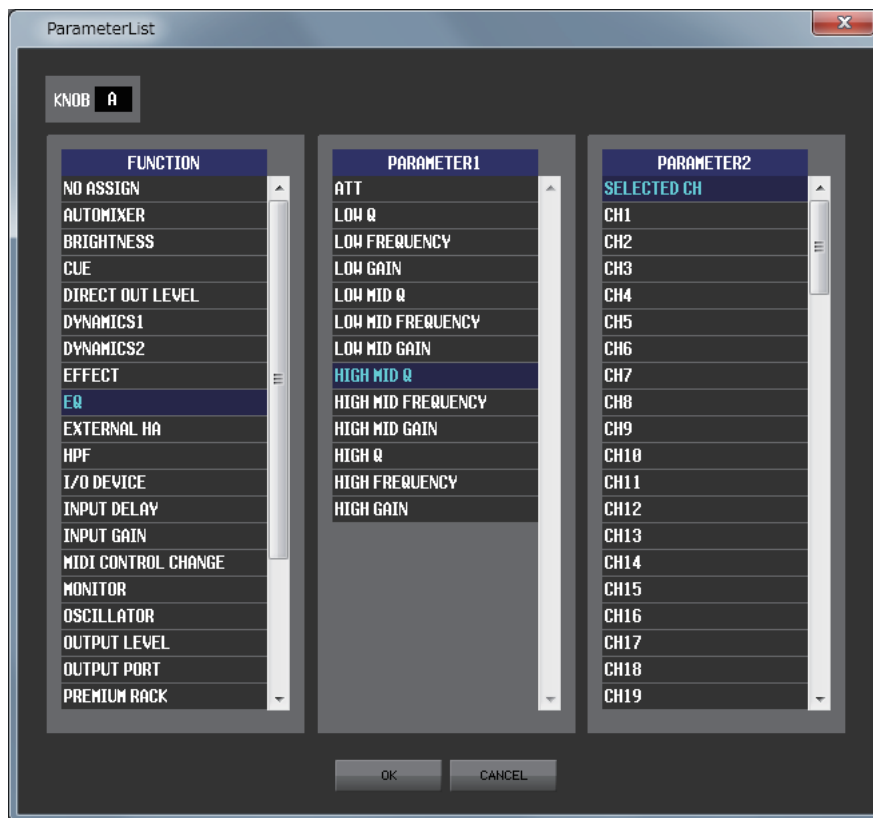 ParameterList
KNOB A
FUNCTION
NO ASSIGN
AUTOMIXER
BRIGHTNESS
CUE
DIRECT OUT LEVEL
DYNAMICS1
DYNAMICS2
EFFECT
EQ
EXTERNAL HA
HPF
I/O DEVICE
INPUT DELAY
INPUT GAIN
MIDI CONTROL CHANGE
MONITOR
OSCILLATOR
OUTPUT LEVEL
OUTPUT PORT
PREMIUM RACK
PARAMETER1
ATT
LOW Q
LOW FREQUENCY
LOW GAIN
LOW MID Q
LOW MID FREQUENCY
LOW MID GAIN
HIGH MID Q
HIGH MID FREQUENCY
HIGH MID GAIN
HIGH Q
HIGH FREQUENCY
HIGH GAIN
PARAMETER2
SELECTED CH
CH1
CH2
CH3
CH4
CH5
CH6
CH7
CH8
CH9
CH10
CH11
CH12
CH13
CH14
CH15
CH16
CH17
CH18
CH19
OK
CANCEL